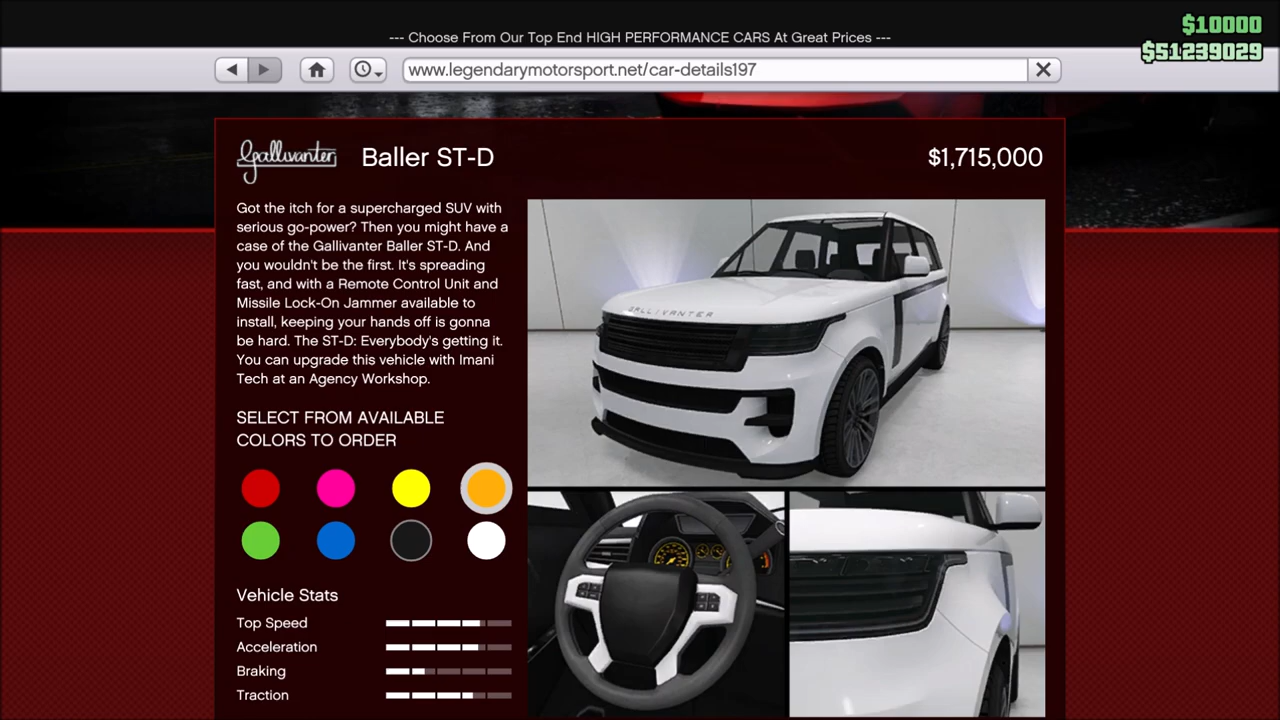 --- Choose From Our Top End HIGH PERFORMANCE CARS At Great Prices ---
$10000
$51239029
www.legendarymotorsport.net/car-details197
Gallivanter
Baller ST-D
$1,715,000
Got the itch for a supercharged SUV with
serious go-power? Then you might have a
case of the Gallivanter Baller ST-D. And
you wouldn't be the first. It's spreading
fast, and with a Remote Control Unit and
Missile Lock-On Jammer available to
install, keeping your hands off is gonna
be hard. The ST-D: Everybody's getting it.
You can upgrade this vehicle with Imani
Tech at an Agency Workshop.
GALLIVANTER
SELECT FROM AVAILABLE
COLORS TO ORDER
Vehicle Stats
Top Speed
Acceleration
Braking
Traction